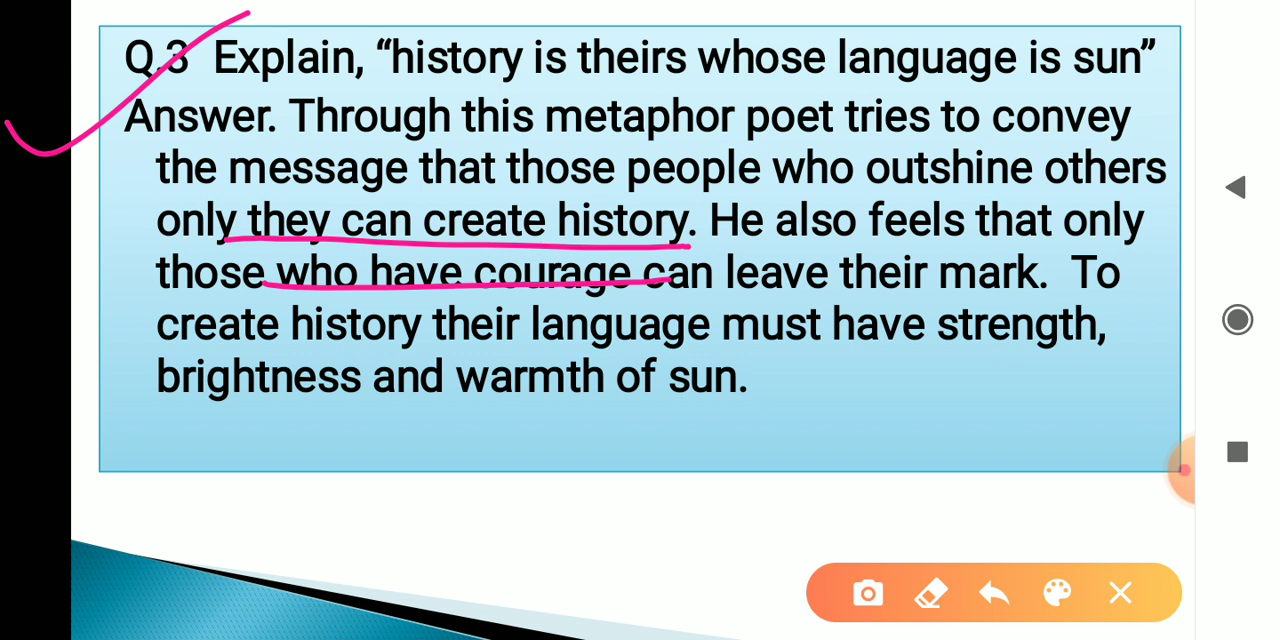 Q.3 Explain, “history is theirs whose language is sun”
Answer. Through this metaphor poet tries to convey
the message that those people who outshine others
only they can create history. He also feels that only
those who have courage can leave their mark. To
create history their language must have strength,
brightness and warmth of sun.